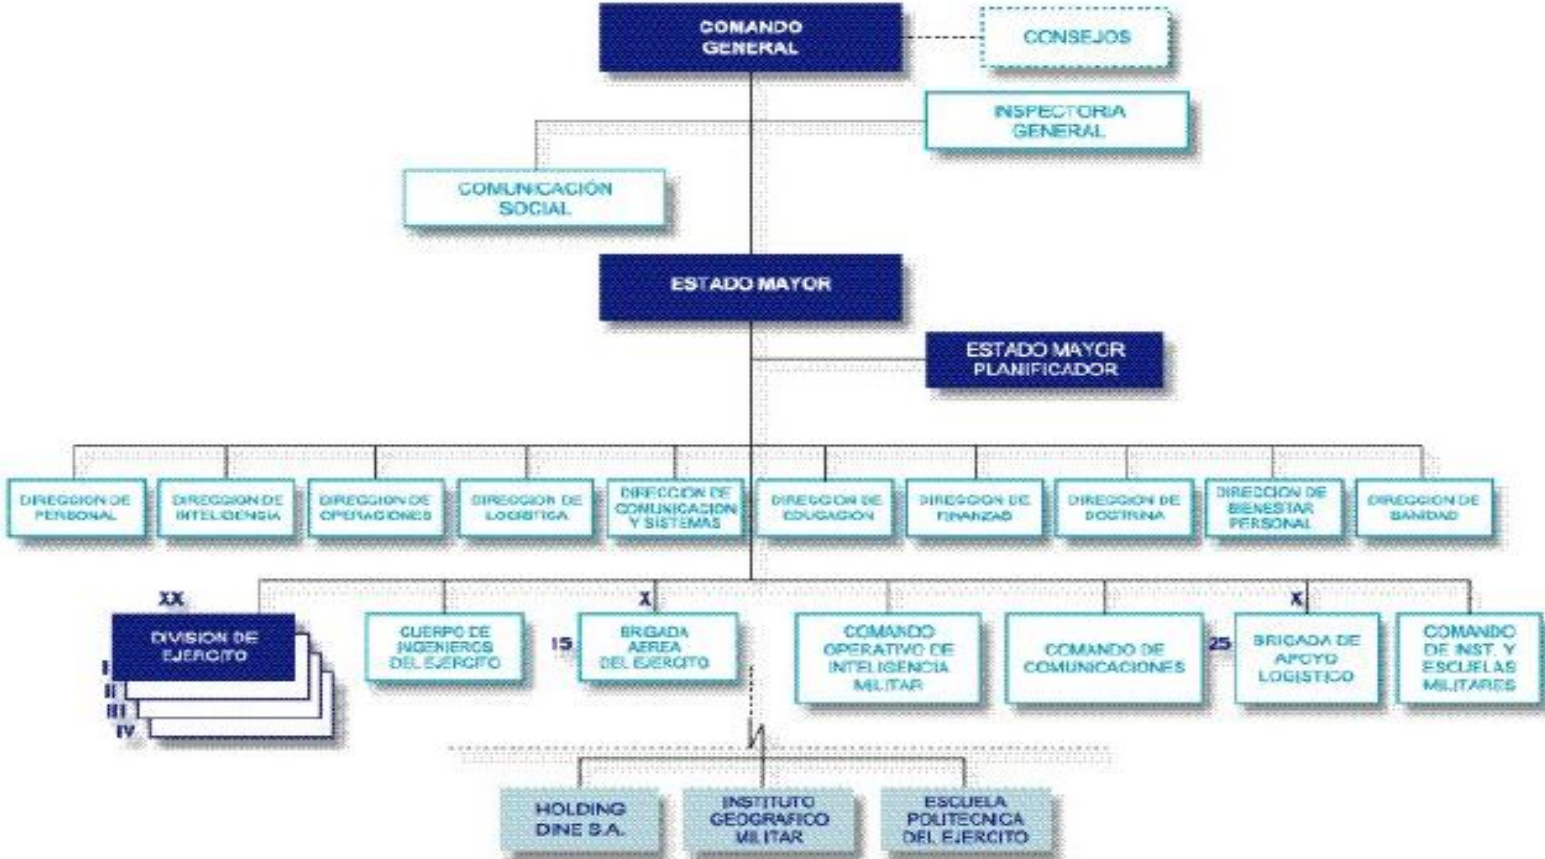 COMANDO
GENERAL
CONSEJOS
INSPECTORIA
GENERAL
COMUNICACIÓN
SOCIAL
ESTADO MAYOR
ESTADO MAYOR
PLANIFICADOR
DIRECCION DE
PERSONAL
DIRECCION DE
INTELIGENCIA
DIRECCION DE
OPERACIONES
DIRECCION DE
LOGISTICA
DIRECCION DE
COMUNICACION
Y SISTEMAS
DIRECCION DE
EDUCACION
DIRECCION DE
FINANZAS
DIRECCION DE
DOCTRINA
DIRECCION DE
BIENESTAR
PERSONAL
DIRECCION DE
SANIDAD
XX
DIVISION DE
EJERCITO
I
II
III
IV
CUERPO DE
INGENIEROS
DEL EJERCITO
X
15
BRIGADA
AEREA
DEL EJERCITO
COMANDO
OPERATIVO DE
INTELIGENCIA
MILITAR
COMANDO DE
COMUNICACIONES
X
25
BRIGADA DE
APOYO
LOGISTICO
COMANDO
DE INST. Y
ESCUELAS
MILITARES
HOLDING
DINE S.A.
INSTITUTO
GEOGRAFICO
MILITAR
ESCUELA
POLITECNICA
DEL EJERCITO